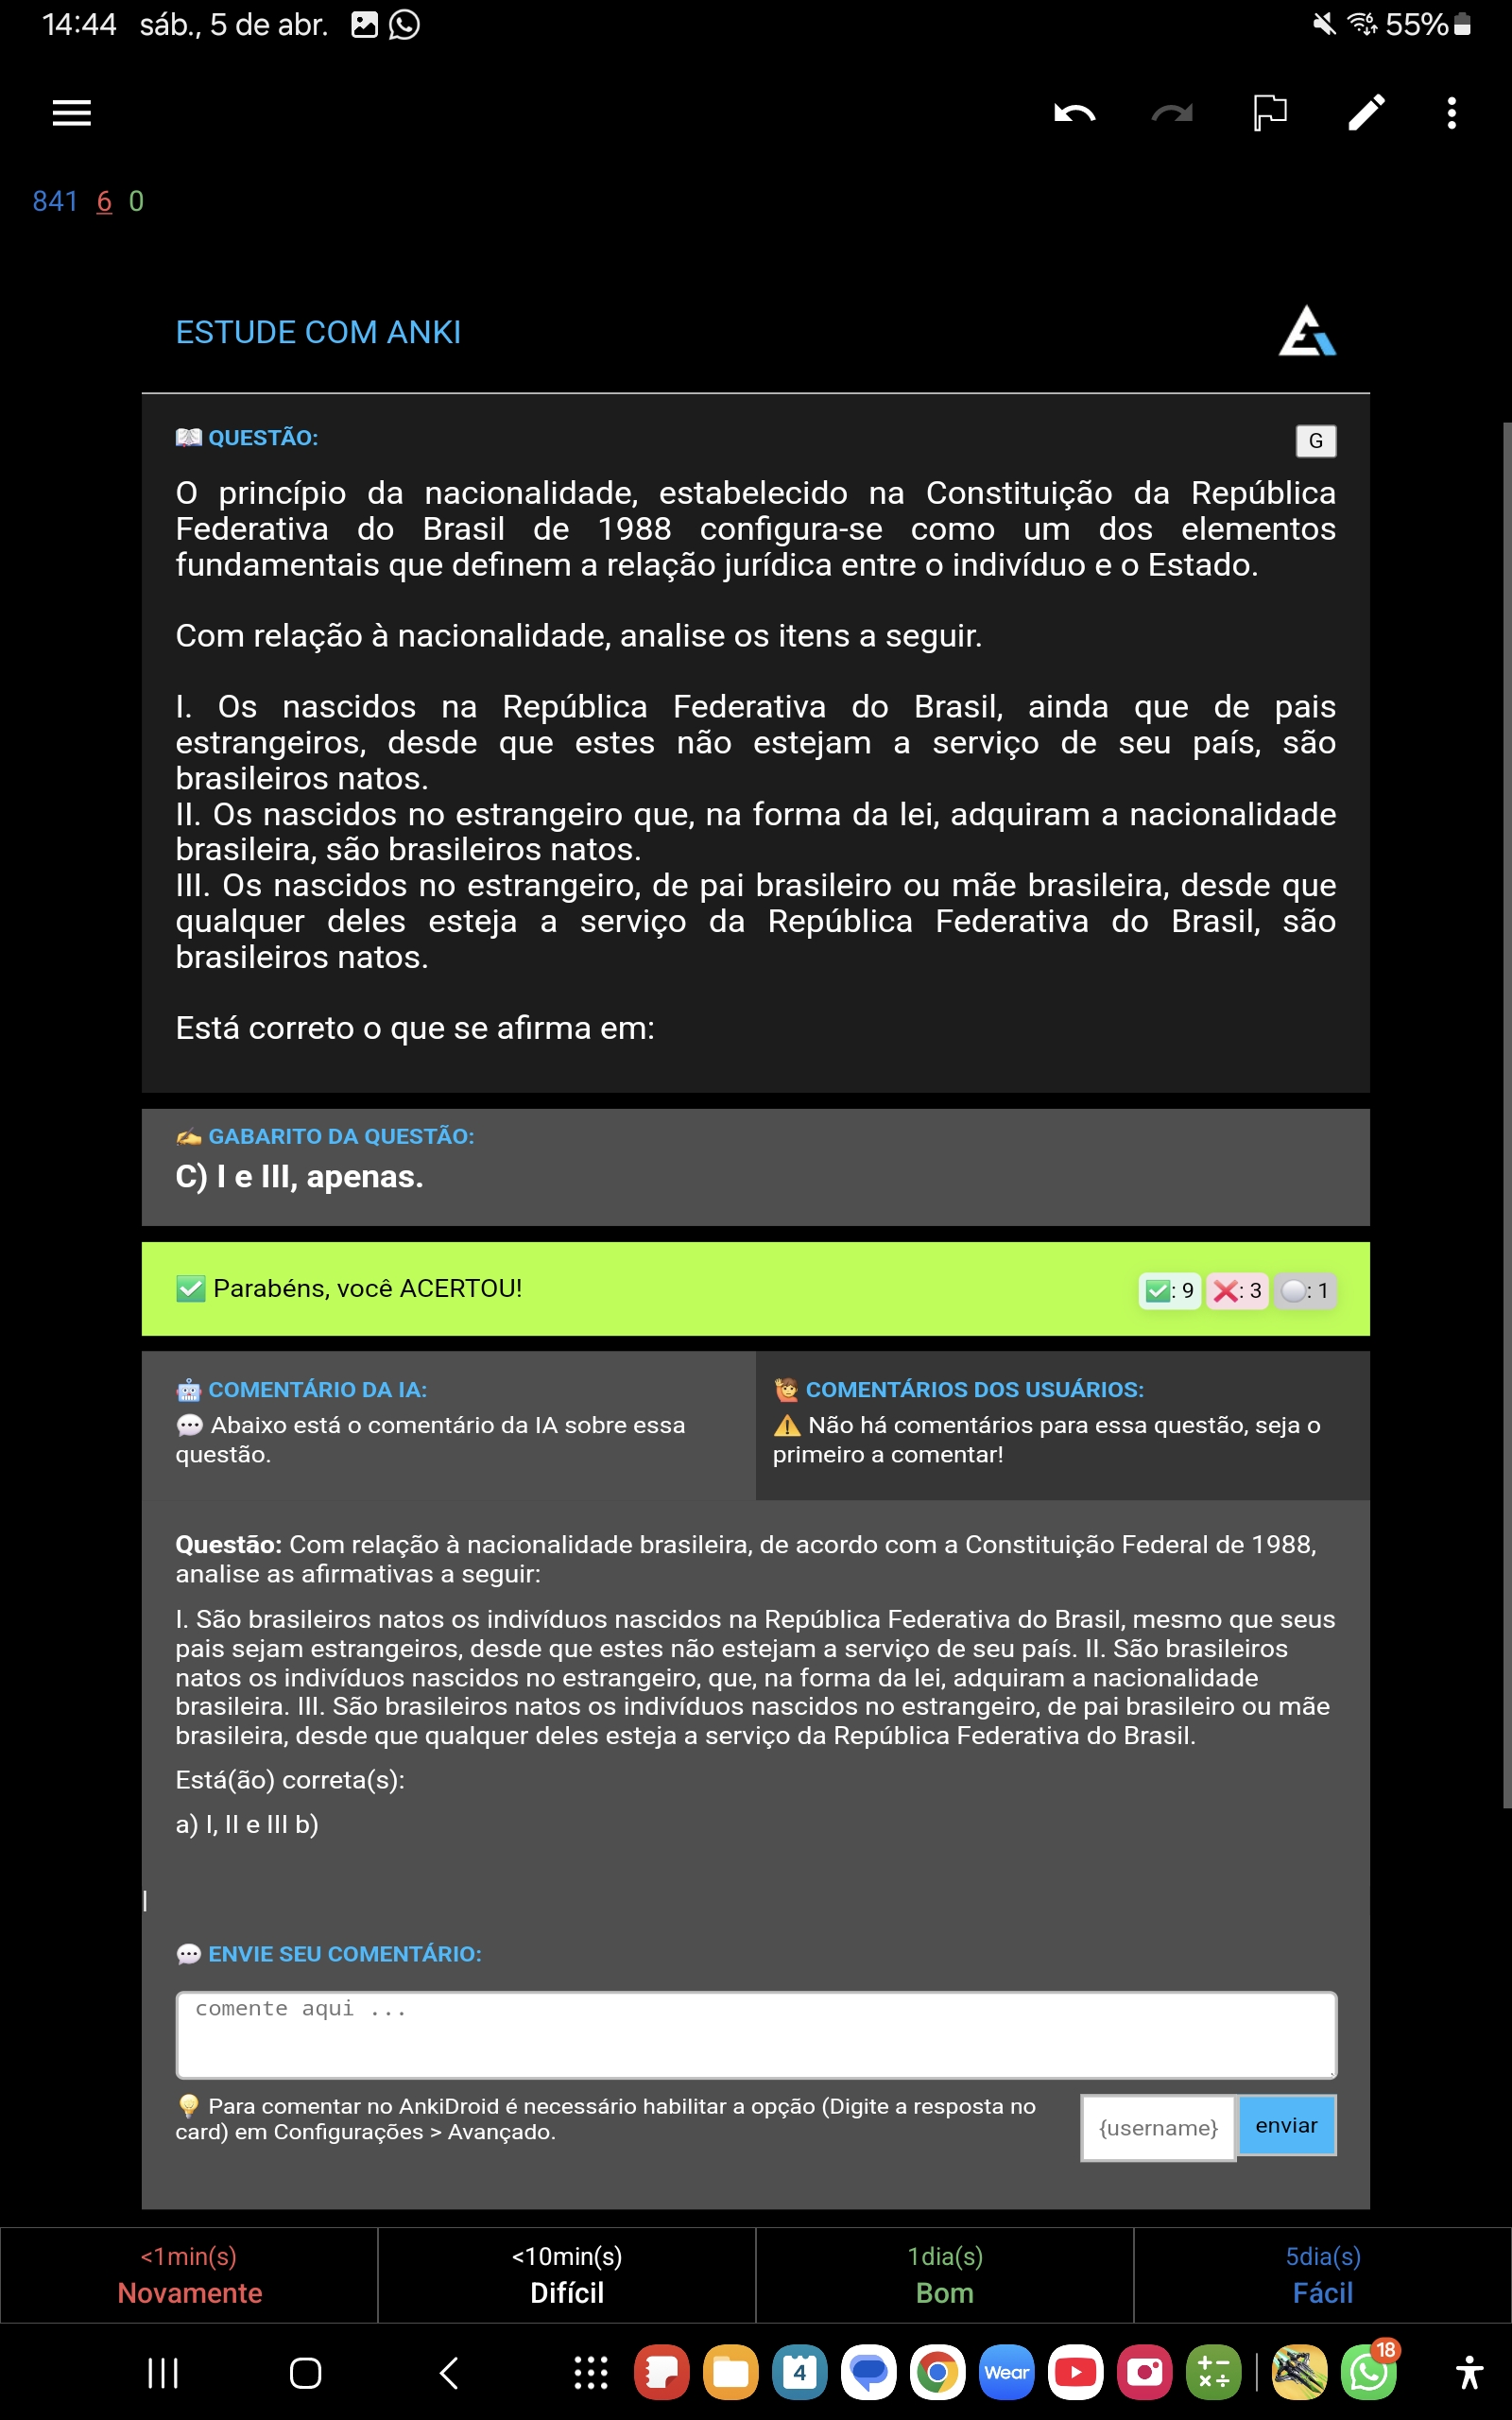 14:44 sáb., 5 de abr. 55%
841 6 0
ESTUDE COM ANKI
QUESTÃO: G
O princípio da nacionalidade, estabelecido na Constituição da República
Federativa do Brasil de 1988 configura-se como um dos elementos
fundamentais que definem a relação jurídica entre o indivíduo e o Estado.
Com relação à nacionalidade, analise os itens a seguir.
I. Os nascidos na República Federativa do Brasil, ainda que de pais
estrangeiros, desde que estes não estejam a serviço de seu país, são
brasileiros natos.
II. Os nascidos no estrangeiro que, na forma da lei, adquiram a nacionalidade
brasileira, são brasileiros natos.
III. Os nascidos no estrangeiro, de pai brasileiro ou mãe brasileira, desde que
qualquer deles esteja a serviço da República Federativa do Brasil, são
brasileiros natos.
Está correto o que se afirma em:
GABARITO DA QUESTÃO:
C) I e III, apenas.
Parabéns, você ACERTOU! : 9 : 3 : 1
COMENTÁRIO DA IA:
Abaixo está o comentário da IA sobre essa
questão.
COMENTÁRIOS DOS USUÁRIOS:
Não há comentários para essa questão, seja o
primeiro a comentar!
Questão: Com relação à nacionalidade brasileira, de acordo com a Constituição Federal de 1988,
analise as afirmativas a seguir:
I. São brasileiros natos os indivíduos nascidos na República Federativa do Brasil, mesmo que seus
pais sejam estrangeiros, desde que estes não estejam a serviço de seu país. II. São brasileiros
natos os indivíduos nascidos no estrangeiro, que, na forma da lei, adquiram a nacionalidade
brasileira. III. São brasileiros natos os indivíduos nascidos no estrangeiro, de pai brasileiro ou mãe
brasileira, desde que qualquer deles esteja a serviço da República Federativa do Brasil.
Está(ão) correta(s):
a) I, II e III b)
|
ENVIE SEU COMENTÁRIO:
comente aqui ...
Para comentar no AnkiDroid é necessário habilitar a opção (Digite a resposta no
card) em Configurações > Avançado.
{username} enviar
<1min(s) <10min(s) 1dia(s) 5dia(s)
Novamente Difícil Bom Fácil
4 Wear 18